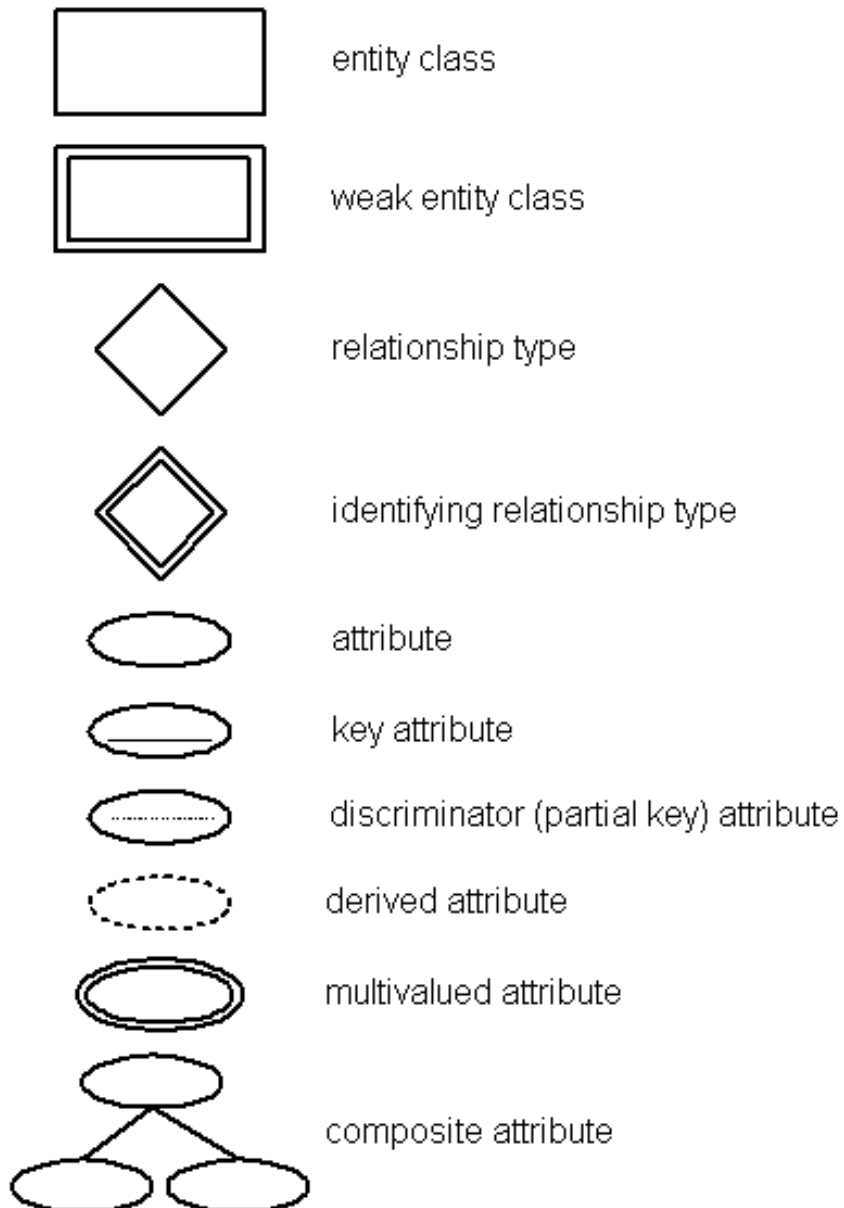 entity class
weak entity class
relationship type
identifying relationship type
attribute
key attribute
discriminator (partial key) attribute
derived attribute
multivalued attribute
composite attribute